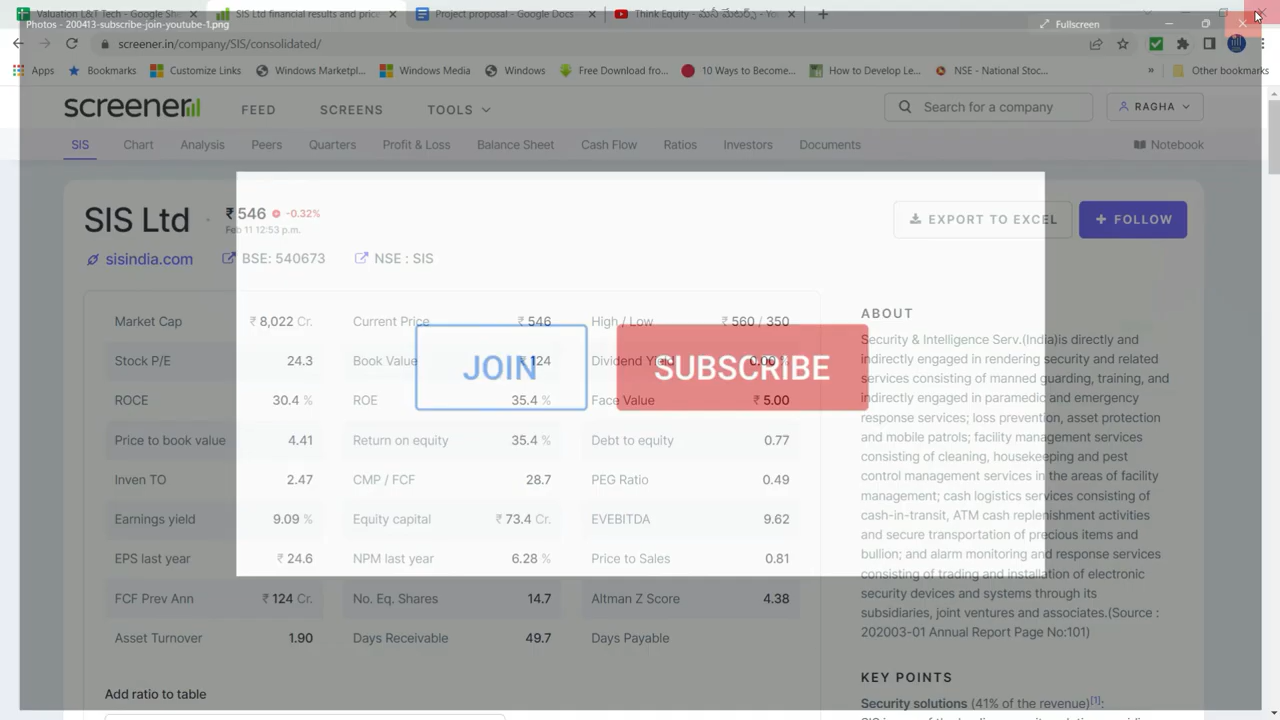 Valuation L&T Tech - Google She
SIS Ltd financial results and price
Project proposal - Google Docs
Think Equity - మనీ మేటర్స్ - Yo
Photos - 200413-subscribe-join-youtube-1.png
Fullscreen
screener.in/company/SIS/consolidated/
Apps
Bookmarks
Customize Links
Windows Marketpl...
Windows Media
Windows
Free Download fro...
10 Ways to Become...
How to Develop Le...
NSE - National Stoc...
»
Other bookmarks
screener
FEED
SCREENS
TOOLS
Search for a company
RAGHA
SIS
Chart
Analysis
Peers
Quarters
Profit & Loss
Balance Sheet
Cash Flow
Ratios
Investors
Documents
Notebook
SIS Ltd
₹ 546
-0.32%
Feb 11 12:53 p.m.
EXPORT TO EXCEL
+ FOLLOW
sisindia.com
BSE: 540673
NSE : SIS
Market Cap ₹ 8,022 Cr.
Current Price ₹ 546
High / Low ₹ 560 / 350
Stock P/E 24.3
Book Value ₹ 124
Dividend Yield 0.00 %
ROCE 30.4 %
ROE 35.4 %
Face Value ₹ 5.00
Price to book value 4.41
Return on equity 35.4 %
Debt to equity 0.77
Inven TO 2.47
CMP / FCF 28.7
PEG Ratio 0.49
Earnings yield 9.09 %
Equity capital ₹ 73.4 Cr.
EVEBITDA 9.62
EPS last year ₹ 24.6
NPM last year 6.28 %
Price to Sales 0.81
FCF Prev Ann ₹ 124 Cr.
No. Eq. Shares 14.7
Altman Z Score 4.38
Asset Turnover 1.90
Days Receivable 49.7
Days Payable
Add ratio to table
JOIN
SUBSCRIBE
ABOUT
Security & Intelligence Serv.(India)is directly and
indirectly engaged in rendering security and related
services consisting of manned guarding, training, and
indirectly engaged in paramedic and emergency
response services; loss prevention, asset protection
and mobile patrols; facility management services
consisting of cleaning, housekeeping and pest
control management services in the areas of facility
management; cash logistics services consisting of
cash-in-transit, ATM cash replenishment activities
and secure transportation of precious items and
bullion; and alarm monitoring and response services
consisting of trading and installation of electronic
security devices and systems through its
subsidiaries, joint ventures and associates.(Source :
202003-01 Annual Report Page No:101)
KEY POINTS
Security solutions (41% of the revenue)[1]: